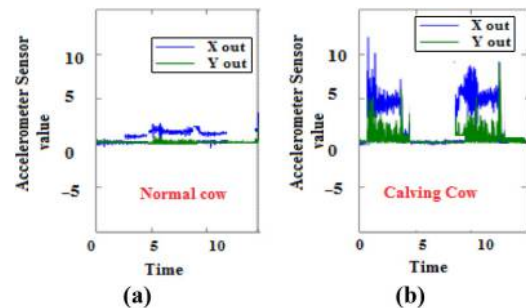 Accelerometer Sensor
value
10
5
0
−5
X out
Y out
Normal cow
0
5
10
Time
(a)
Accelerometer Sensor
value
10
5
0
−5
X out
Y out
Calving Cow
0
5
10
Time
(b)